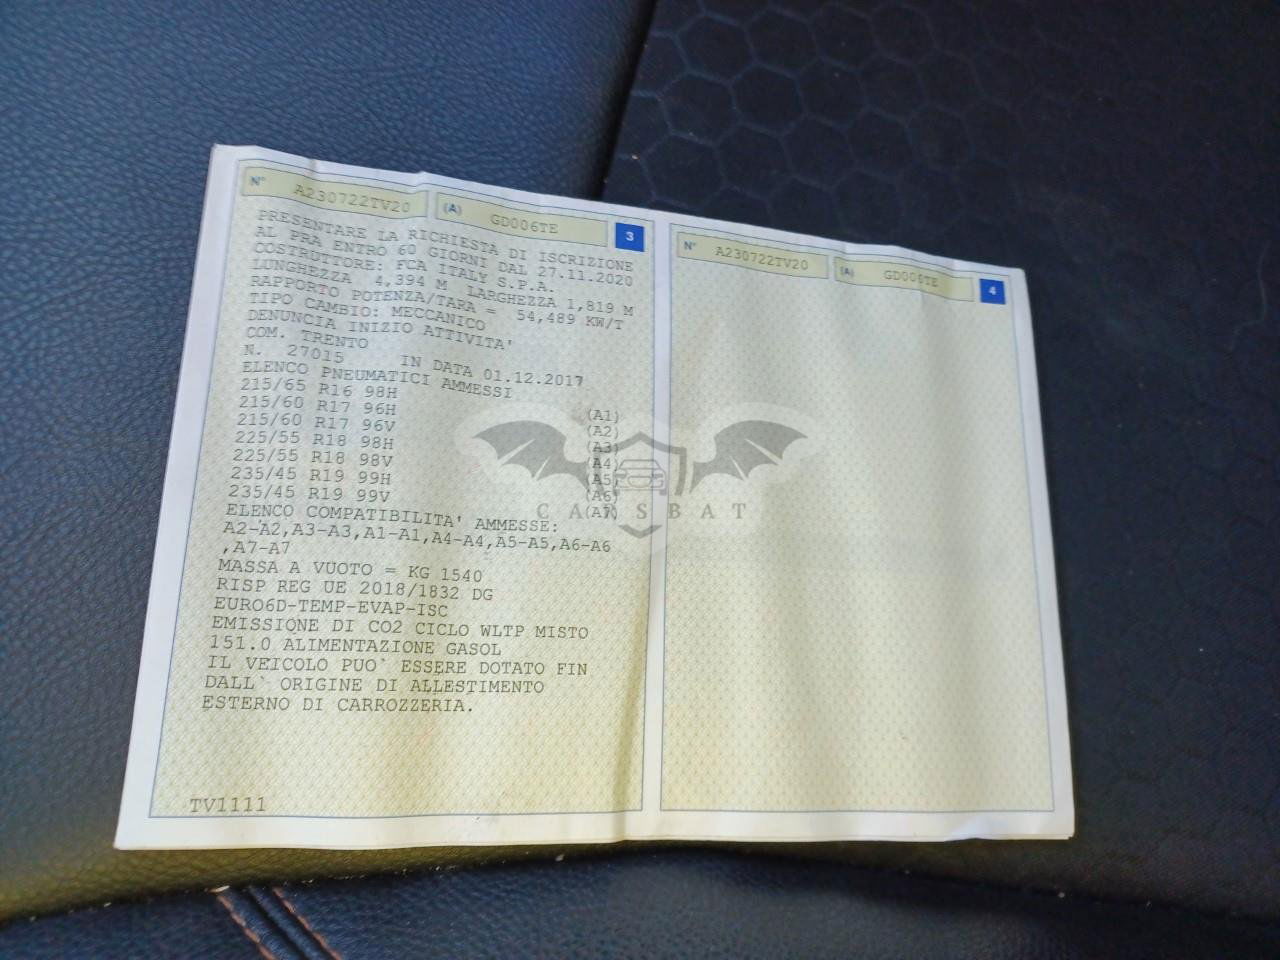 N° A230722TV20 (A) GD006TE 3
PRESENTARE LA RICHIESTA DI ISCRIZIONE
AL PRA ENTRO 60 GIORNI DAL 27.11.2020
COSTRUTTORE: FCA ITALY S.P.A.
LUNGHEZZA 4,394 M LARGHEZZA 1,819 M
RAPPORTO POTENZA/TARA = 54,489 KW/T
TIPO CAMBIO: MECCANICO
DENUNCIA INIZIO ATTIVITA'
COM. TRENTO
N. 27015 IN DATA 01.12.2017
ELENCO PNEUMATICI AMMESSI
215/65 R16 98H (A1)
215/60 R17 96H (A2)
215/60 R17 96V (A3)
225/55 R18 98H (A4)
225/55 R18 98V (A5)
235/45 R19 99H (A6)
235/45 R19 99V (A7)
ELENCO COMPATIBILITA' AMMESSE:
A2-A2,A3-A3,A1-A1,A4-A4,A5-A5,A6-A6
,A7-A7
MASSA A VUOTO = KG 1540
RISP REG UE 2018/1832 DG
EURO6D-TEMP-EVAP-ISC
EMISSIONE DI CO2 CICLO WLTP MISTO
151.0 ALIMENTAZIONE GASOL
IL VEICOLO PUO` ESSERE DOTATO FIN
DALL` ORIGINE DI ALLESTIMENTO
ESTERNO DI CARROZZERIA.
TV1111
N° A230722TV20 (A) GD006TE 4
CARSBAT